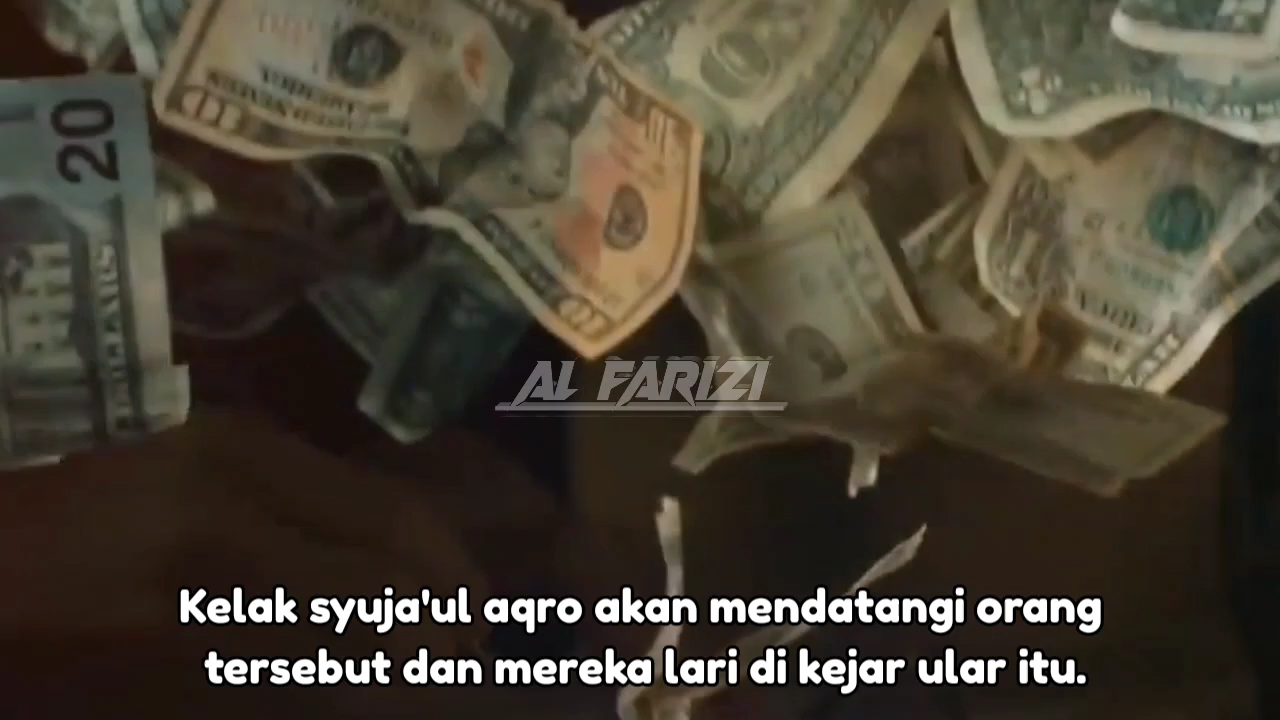 20
AL FARIZI
Kelak syuja'ul aqro akan mendatangi orang
tersebut dan mereka lari di kejar ular itu.